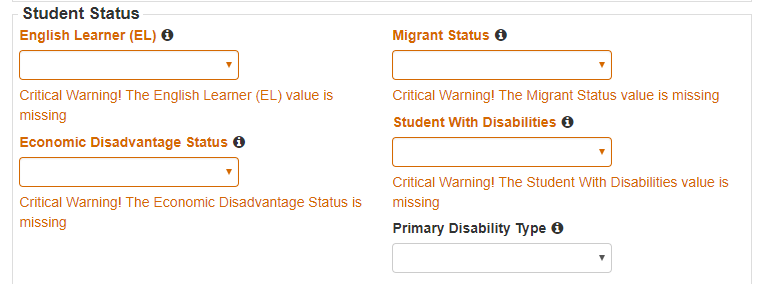 Student Status
English Learner (EL)
Critical Warning! The English Learner (EL) value is
missing
Economic Disadvantage Status
Critical Warning! The Economic Disadvantage Status is
missing
Migrant Status
Critical Warning! The Migrant Status value is missing
Student With Disabilities
Critical Warning! The Student With Disabilities value is
missing
Primary Disability Type